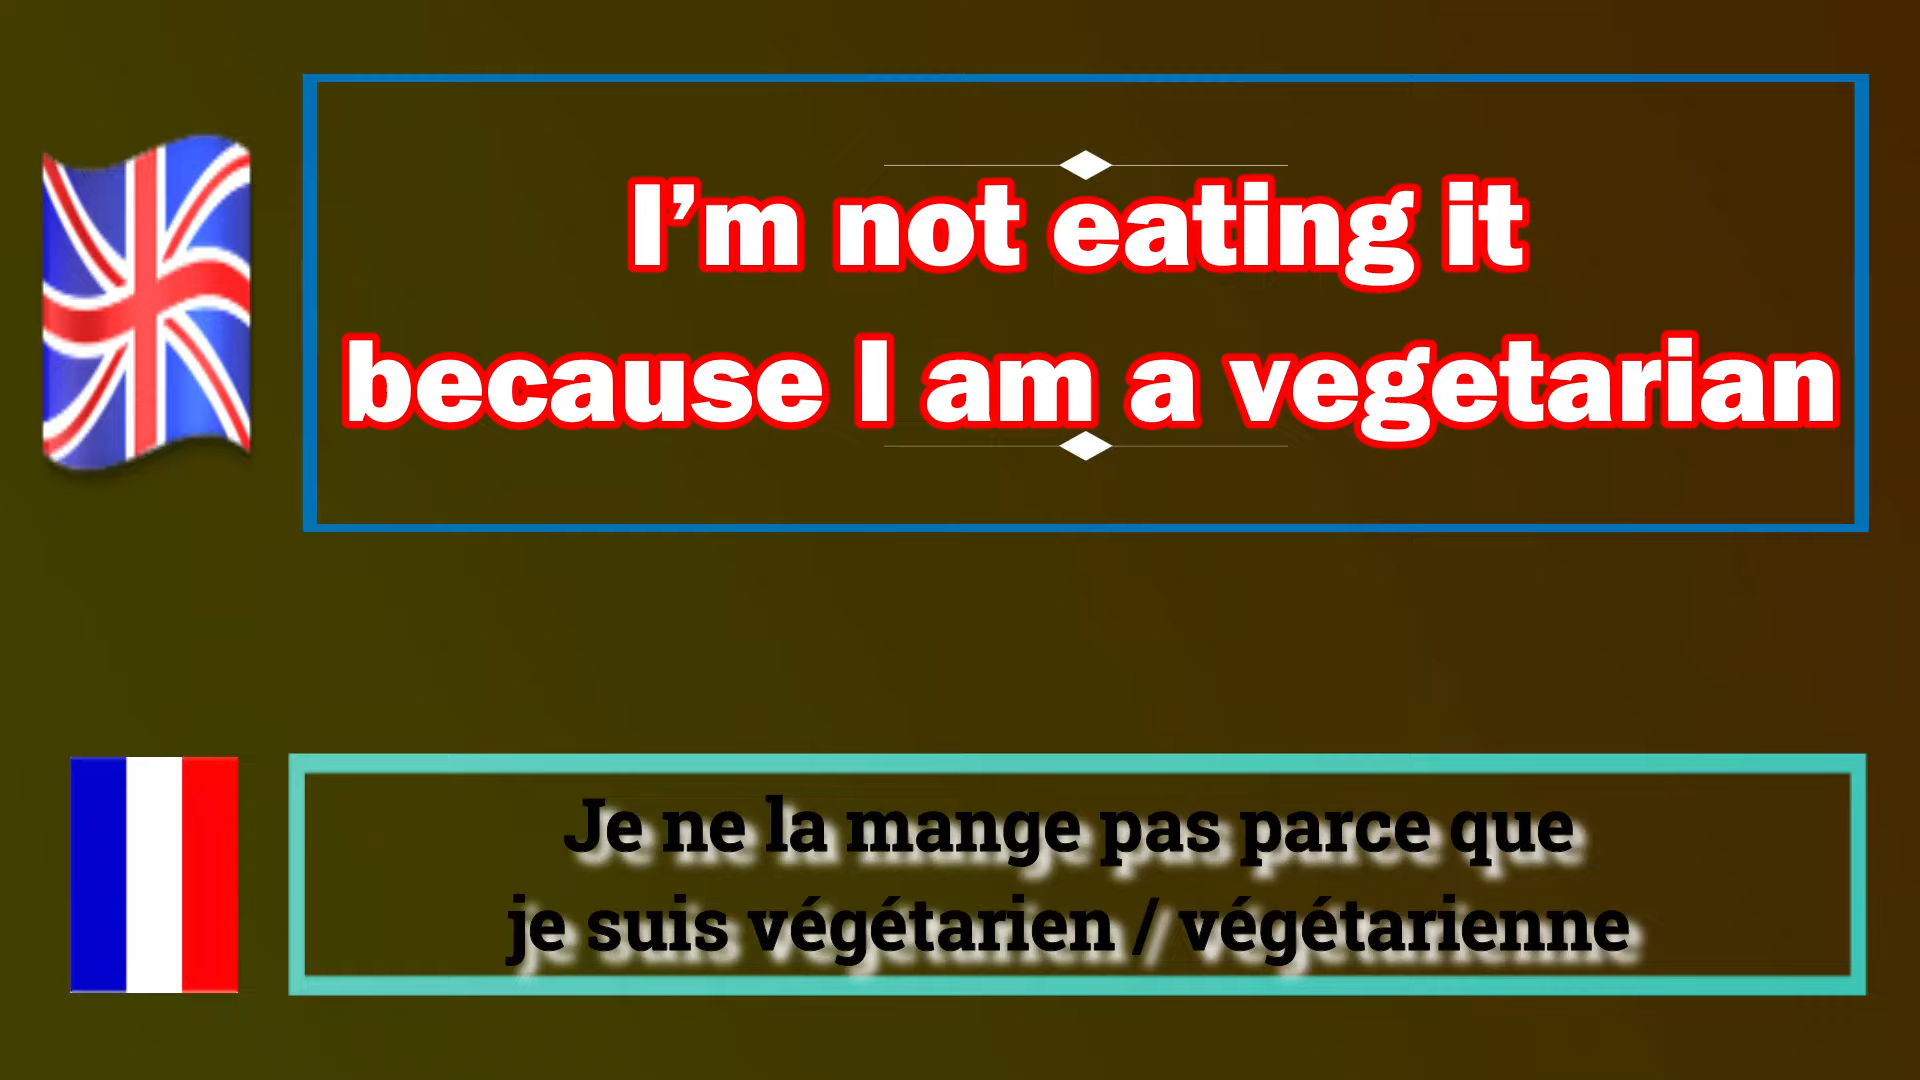 I’m not eating it
because I am a vegetarian
Je ne la mange pas parce que
je suis végétarien / végétarienne